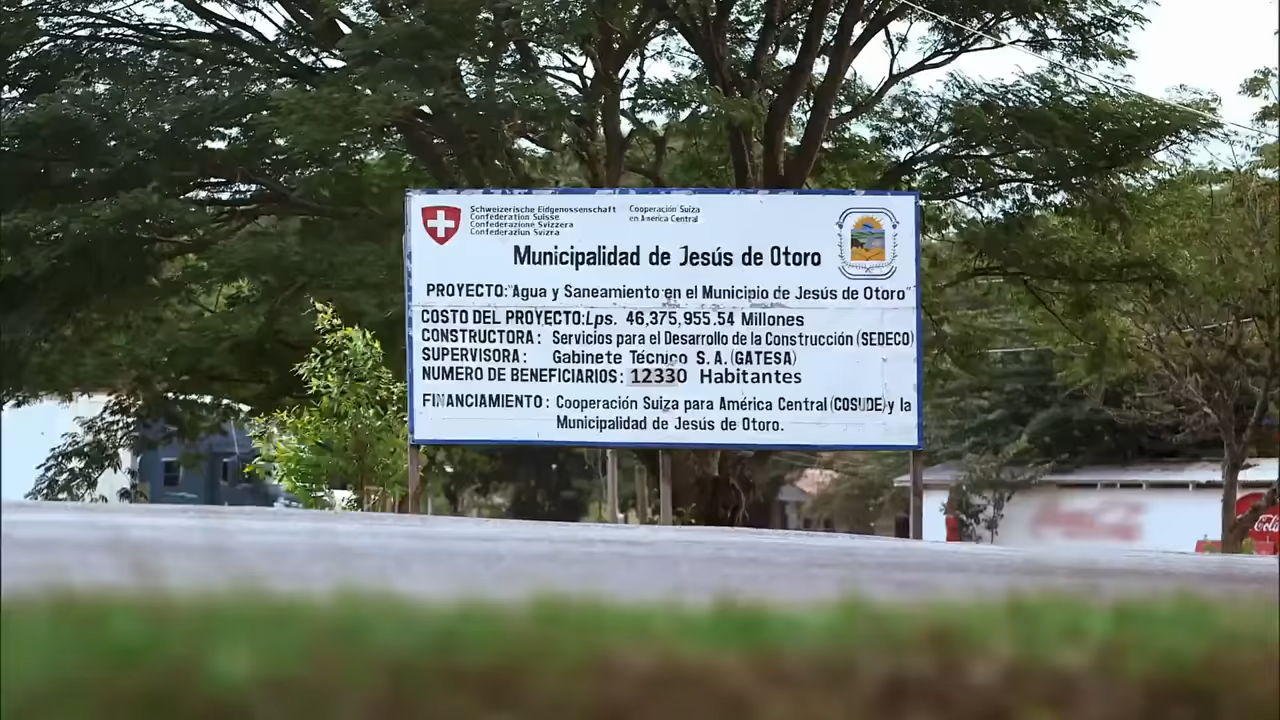 Schweizerische Eidgenossenschaft
Confédération Suisse
Confederazione Svizzera
Confederaziun Svizra
Cooperación Suiza
en América Central
Municipalidad de Jesús de Otoro
PROYECTO:"Agua y Saneamiento en el Municipio de Jesús de Otoro"
COSTO DEL PROYECTO:Lps. 46,375,955.54 Millones
CONSTRUCTORA: Servicios para el Desarrollo de la Construcción (SEDECO)
SUPERVISORA: Gabinete Técnico S.A.(GATESA)
NUMERO DE BENEFICIARIOS: 12330 Habitantes
FINANCIAMIENTO: Cooperación Suiza para América Central (COSUDE) y la
Municipalidad de Jesús de Otoro.